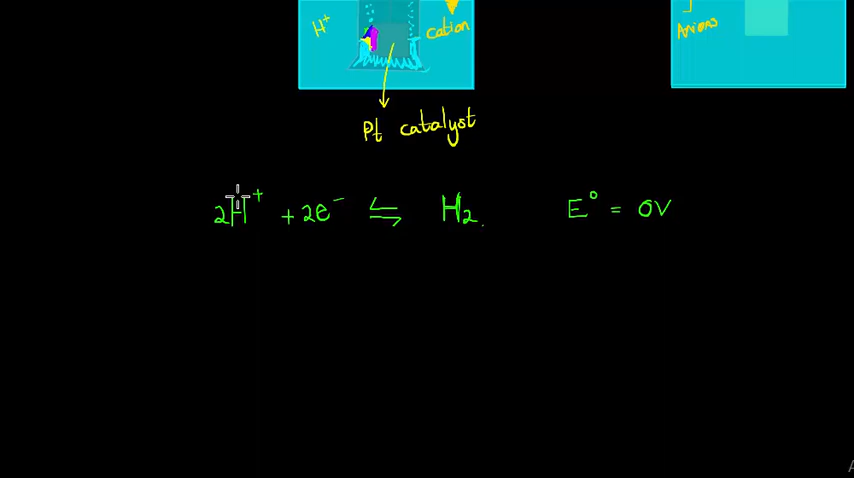 H⁺
cation
Anions
Pt catalyst
2H⁺ + 2e⁻ ⇌ H₂. E° = 0V